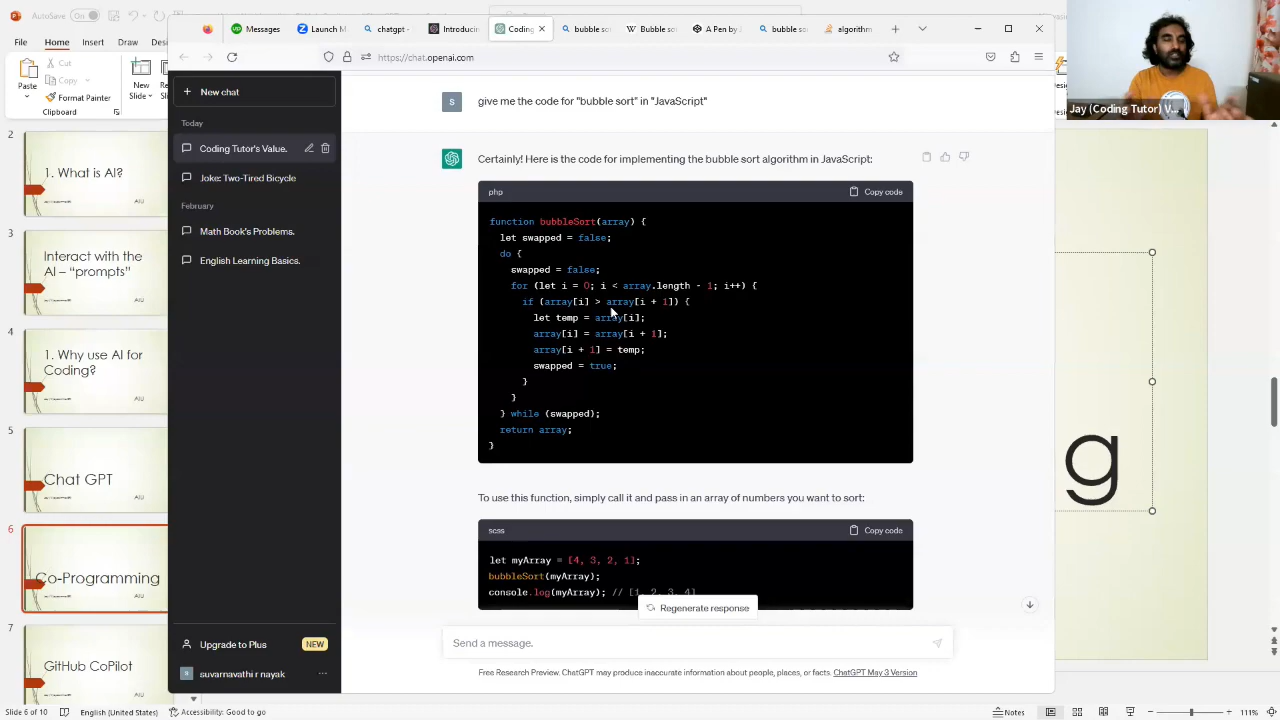 AutoSave
File
Home
Insert
Draw
Messages
Launch M
chatgpt -
Introduci
Coding
bubble sor
Bubble so
A Pen by
bubble so
algorithm
https://chat.openai.com
Paste
Cut
Copy
Format Painter
Clipboard
New
Slide
2
1. What is AI?
3
Interact with the
AI – “prompts”
4
1. Why use AI for
Coding?
5
Chat GPT
6
Co-Programming
7
GitHub CoPilot
New chat
Today
Coding Tutor's Value.
Joke: Two-Tired Bicycle
February
Math Book's Problems.
English Learning Basics.
Upgrade to Plus
NEW
S
suvarnavathi r nayak
S
give me the code for "bubble sort" in "JavaScript"
Certainly! Here is the code for implementing the bubble sort algorithm in JavaScript:
php
Copy code
function bubbleSort(array) {
let swapped = false;
do {
swapped = false;
for (let i = 0; i < array.length - 1; i++) {
if (array[i] > array[i + 1]) {
let temp = array[i];
array[i] = array[i + 1];
array[i + 1] = temp;
swapped = true;
}
}
} while (swapped);
return array;
}
To use this function, simply call it and pass in an array of numbers you want to sort:
scss
Copy code
let myArray = [4, 3, 2, 1];
bubbleSort(myArray);
console.log(myArray); // [1, 2, 3, 4]
Regenerate response
Send a message.
Free Research Preview. ChatGPT may produce inaccurate information about people, places, or facts. ChatGPT May 3 Version
Jay (Coding Tutor) V...
g
Slide 6 of 10
English (United States)
Accessibility: Good to go
Notes
111%